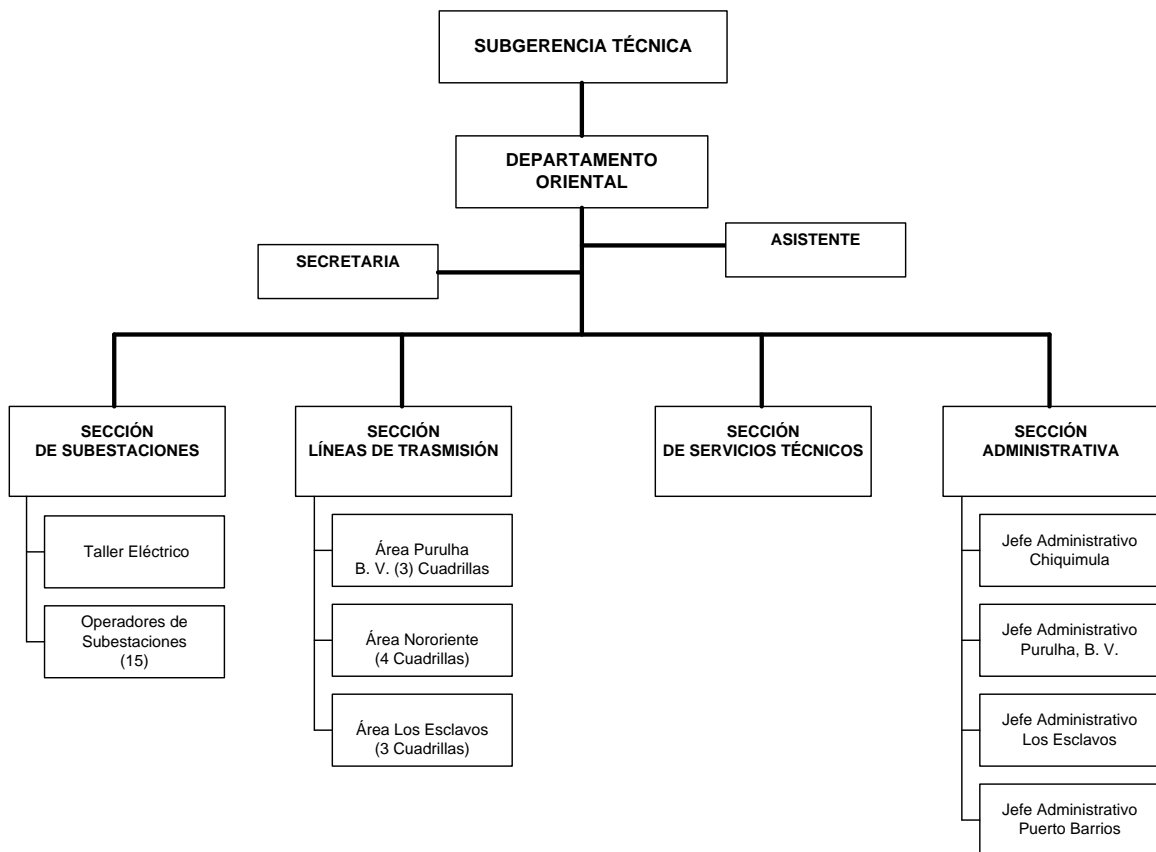 SUBGERENCIA TÉCNICA
DEPARTAMENTO
ORIENTAL
SECRETARIA
ASISTENTE
SECCIÓN
DE SUBESTACIONES
SECCIÓN
LÍNEAS DE TRASMISIÓN
SECCIÓN
DE SERVICIOS TÉCNICOS
SECCIÓN
ADMINISTRATIVA
Taller Eléctrico
Operadores de
Subestaciones
(15)
Área Purulha
B. V. (3) Cuadrillas
Área Nororiente
(4 Cuadrillas)
Área Los Esclavos
(3 Cuadrillas)
Jefe Administrativo
Chiquimula
Jefe Administrativo
Purulha, B. V.
Jefe Administrativo
Los Esclavos
Jefe Administrativo
Puerto Barrios